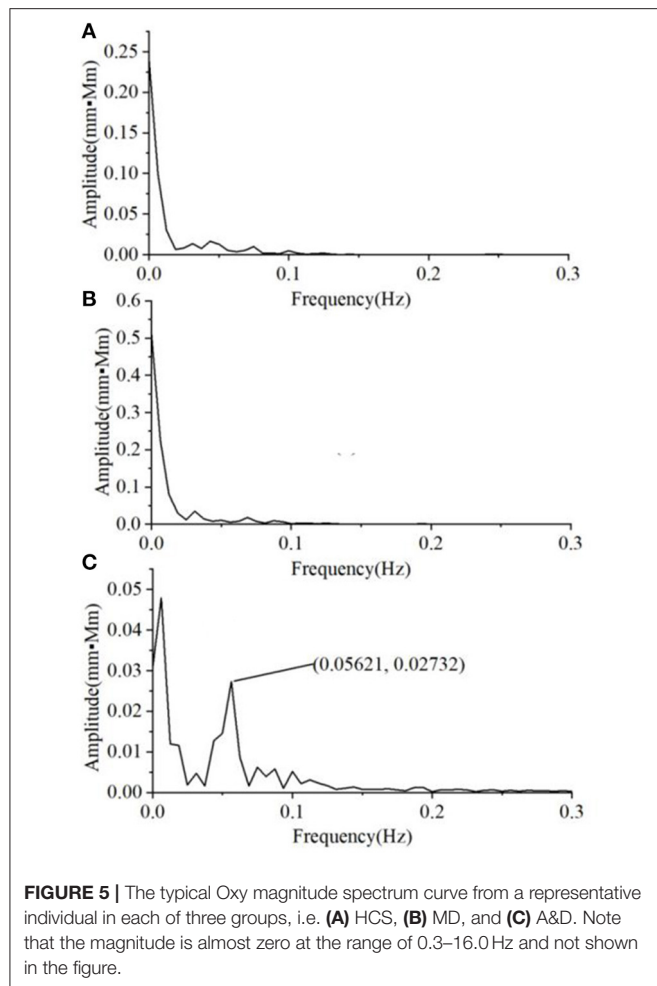 A
0.25
0.20
0.15
0.10
0.05
0.00
Amplitude(mm▪Mm)
0.0 0.1 0.2 0.3
Frequency(Hz)
B
0.6
0.5
0.4
0.3
0.2
0.1
0.0
Amplitude(mm▪Mm)
0.0 0.1 0.2 0.3
Frequency(Hz)
C
0.05
0.04
0.03
0.02
0.01
0.00
Amplitude(mm▪Mm)
(0.05621, 0.02732)
0.0 0.1 0.2 0.3
Frequency(Hz)
FIGURE 5 | The typical Oxy magnitude spectrum curve from a representative
individual in each of three groups, i.e. (A) HCS, (B) MD, and (C) A&D. Note
that the magnitude is almost zero at the range of 0.3–16.0 Hz and not shown
in the figure.